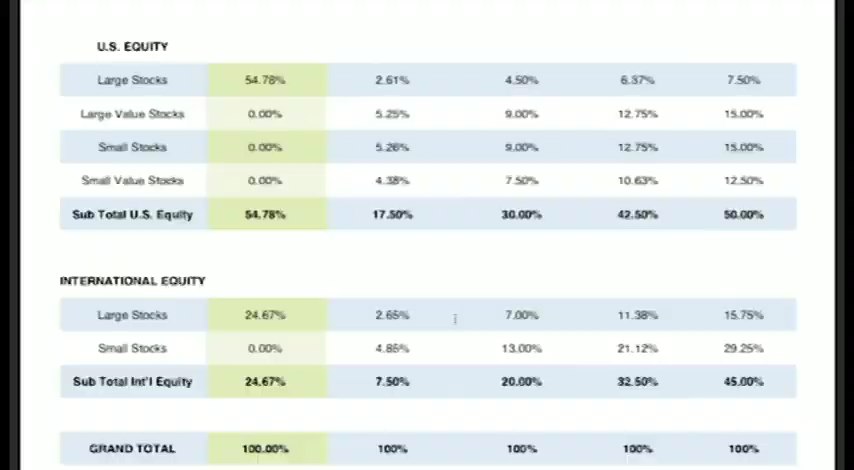 U.S. EQUITY
Large Stocks 54.78% 2.61% 4.50% 6.37% 7.50%
Large Value Stocks 0.00% 5.25% 9.00% 12.75% 15.00%
Small Stocks 0.00% 5.26% 9.00% 12.75% 15.00%
Small Value Stocks 0.00% 4.38% 7.50% 10.63% 12.50%
Sub Total U.S. Equity 54.78% 17.50% 30.00% 42.50% 50.00%
INTERNATIONAL EQUITY
Large Stocks 24.67% 2.65% 7.00% 11.38% 15.75%
Small Stocks 0.00% 4.85% 13.00% 21.12% 29.25%
Sub Total Int'l Equity 24.67% 7.50% 20.00% 32.50% 45.00%
GRAND TOTAL 100.00% 100% 100% 100% 100%